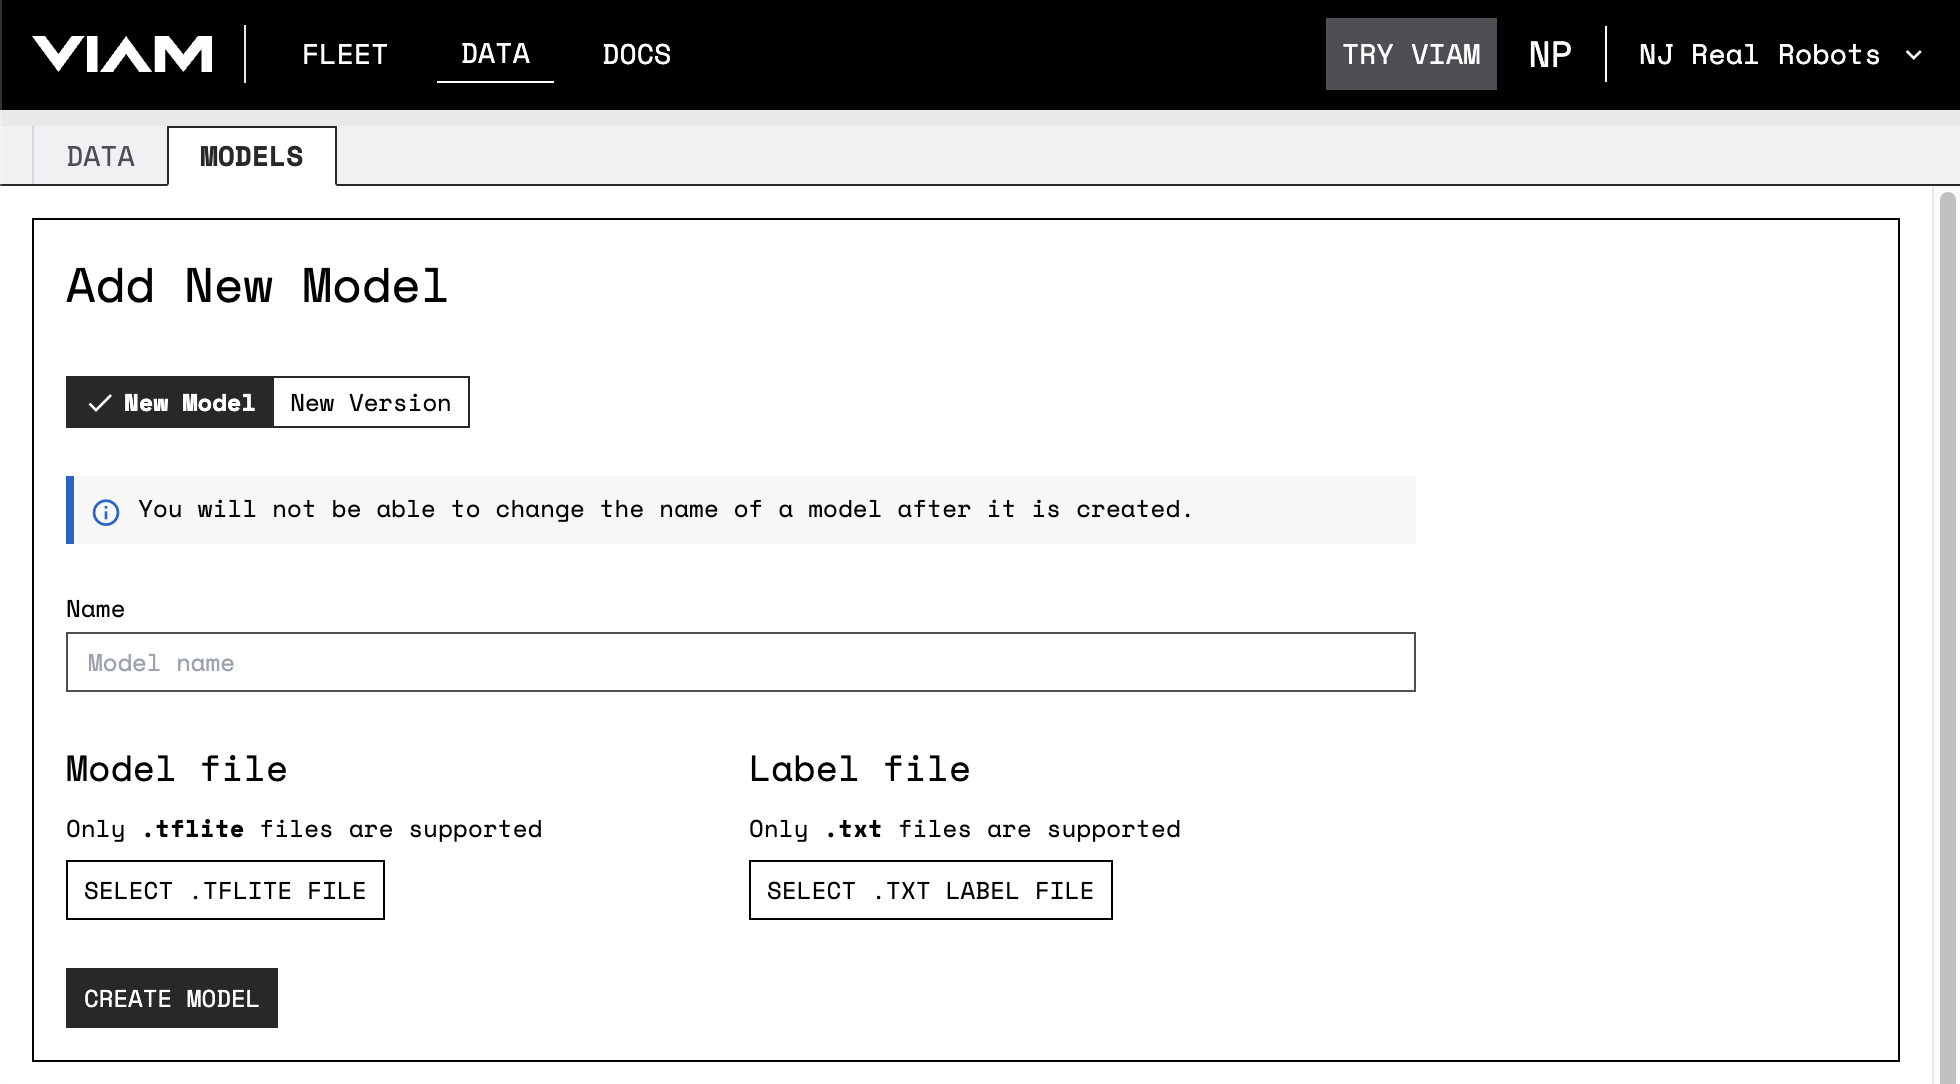 VIAM FLEET DATA DOCS TRY VIAM NP NJ Real Robots
DATA MODELS
Add New Model
New Model New Version
You will not be able to change the name of a model after it is created.
Name
Model name
Model file Label file
Only .tflite files are supported Only .txt files are supported
SELECT .TFLITE FILE SELECT .TXT LABEL FILE
CREATE MODEL